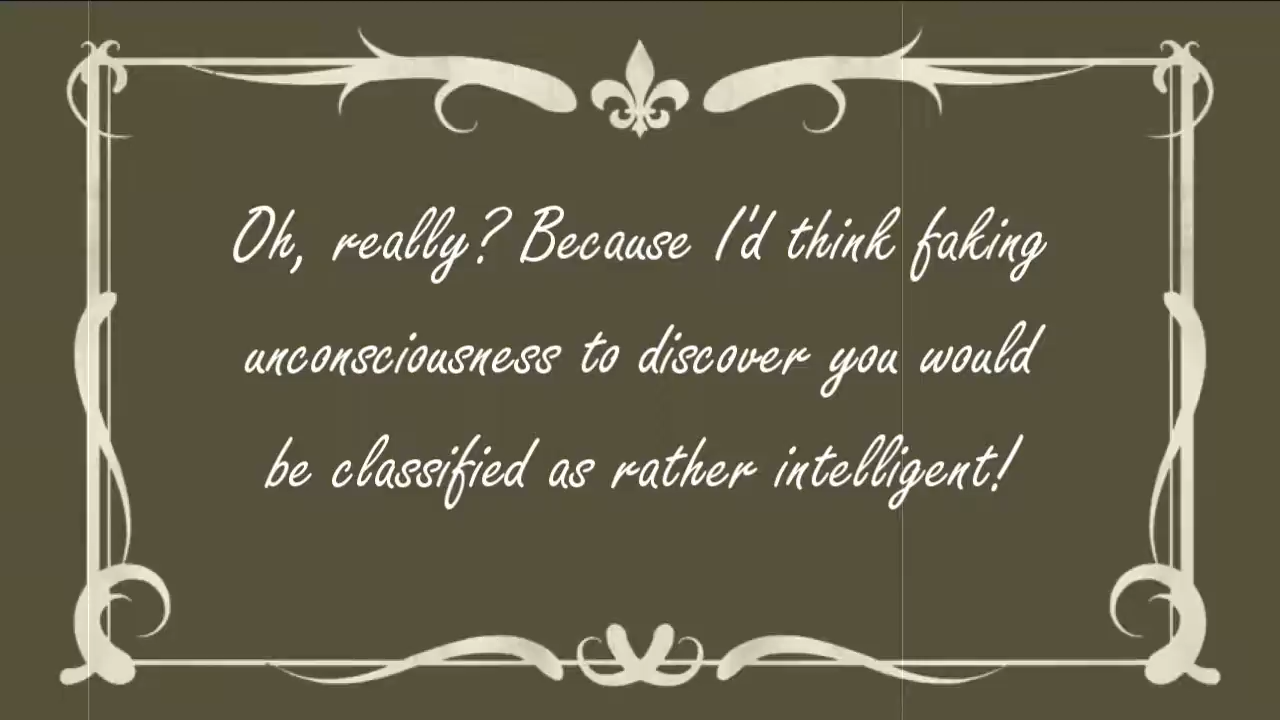 Oh, really? Because I'd think faking
unconsciousness to discover you would
be classified as rather intelligent!